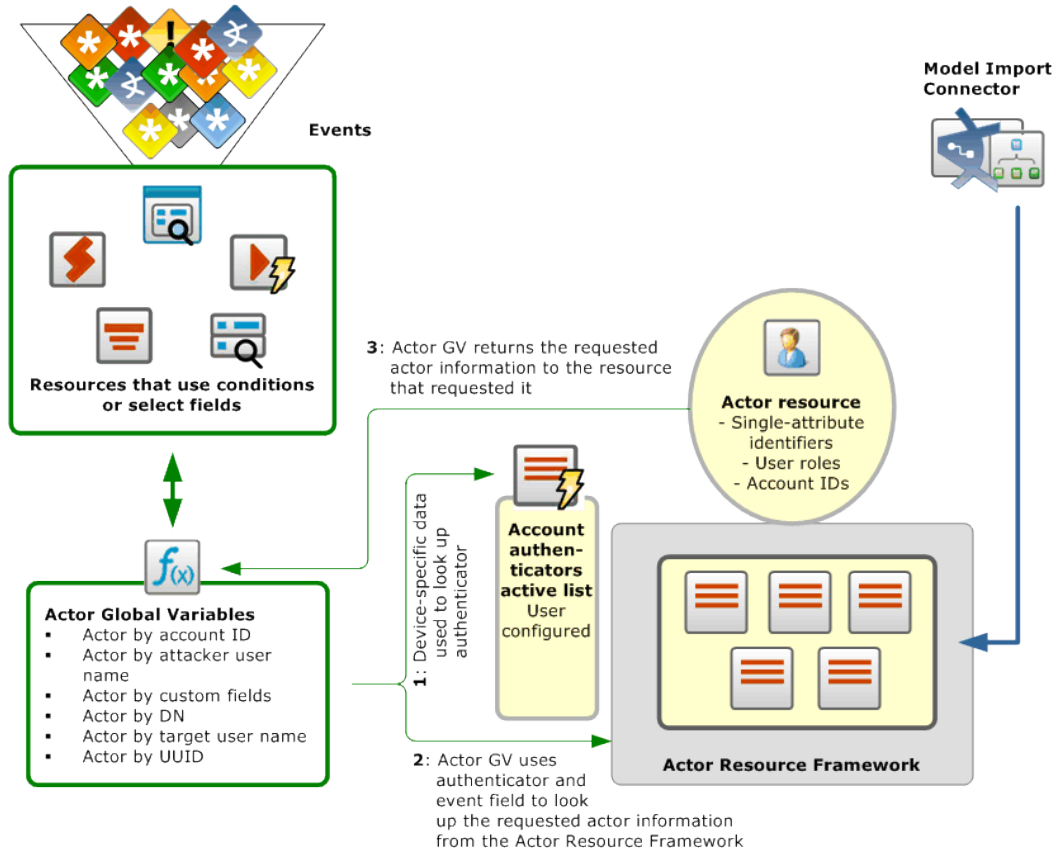 Events
Model Import
Connector
Resources that use conditions
or select fields
3: Actor GV returns the requested
actor information to the resource
that requested it
Actor resource
- Single-attribute
identifiers
- User roles
- Account IDs
1: Device-specific data
used to look up
authenticator
Account
authen-
ticators
active list
User
configured
f(x)
Actor Global Variables
▪ Actor by account ID
▪ Actor by attacker user
name
▪ Actor by custom fields
▪ Actor by DN
▪ Actor by target user name
▪ Actor by UUID
Actor Resource Framework
2: Actor GV uses
authenticator and
event field to look
up the requested actor information
from the Actor Resource Framework